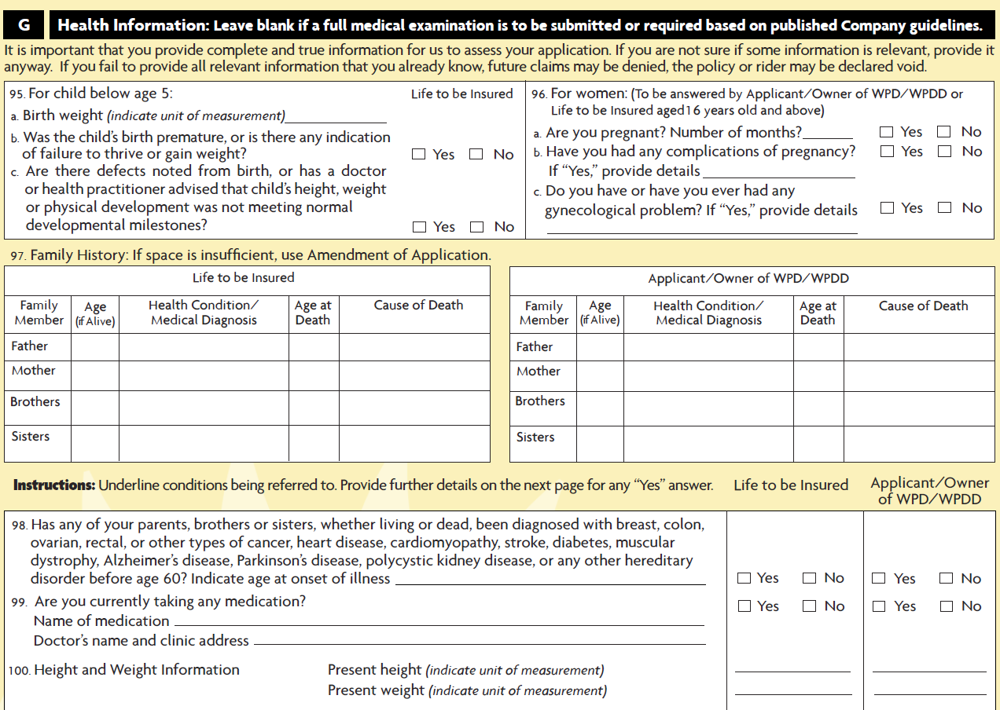 G Health Information: Leave blank if a full medical examination is to be submitted or required based on published Company guidelines.
It is important that you provide complete and true information for us to assess your application. If you are not sure if some information is relevant, provide it
anyway. If you fail to provide all relevant information that you already know, future claims may be denied, the policy or rider may be declared void.
95. For child below age 5: Life to be Insured
a. Birth weight (indicate unit of measurement)
b. Was the child's birth premature, or is there any indication
of failure to thrive or gain weight? Yes No
c. Are there defects noted from birth, or has a doctor
or health practitioner advised that child's height, weight
or physical development was not meeting normal
developmental milestones? Yes No
96. For women: (To be answered by Applicant/Owner of WPD/WPDD or
Life to be Insured aged16 years old and above)
a. Are you pregnant? Number of months? Yes No
b. Have you had any complications of pregnancy? Yes No
If “Yes,” provide details
c. Do you have or have you ever had any
gynecological problem? If “Yes,” provide details Yes No
97. Family History: If space is insufficient, use Amendment of Application.
Life to be Insured
Family Member Age (if Alive) Health Condition/ Medical Diagnosis Age at Death Cause of Death
Father
Mother
Brothers
Sisters
Applicant/Owner of WPD/WPDD
Family Member Age (if Alive) Health Condition/ Medical Diagnosis Age at Death Cause of Death
Father
Mother
Brothers
Sisters
Instructions: Underline conditions being referred to. Provide further details on the next page for any “Yes” answer. Life to be Insured Applicant/Owner of WPD/WPDD
98. Has any of your parents, brothers or sisters, whether living or dead, been diagnosed with breast, colon,
ovarian, rectal, or other types of cancer, heart disease, cardiomyopathy, stroke, diabetes, muscular
dystrophy, Alzheimer's disease, Parkinson's disease, polycystic kidney disease, or any other hereditary
disorder before age 60? Indicate age at onset of illness Yes No Yes No
99. Are you currently taking any medication? Yes No Yes No
Name of medication
Doctor's name and clinic address
100. Height and Weight Information Present height (indicate unit of measurement)
Present weight (indicate unit of measurement)